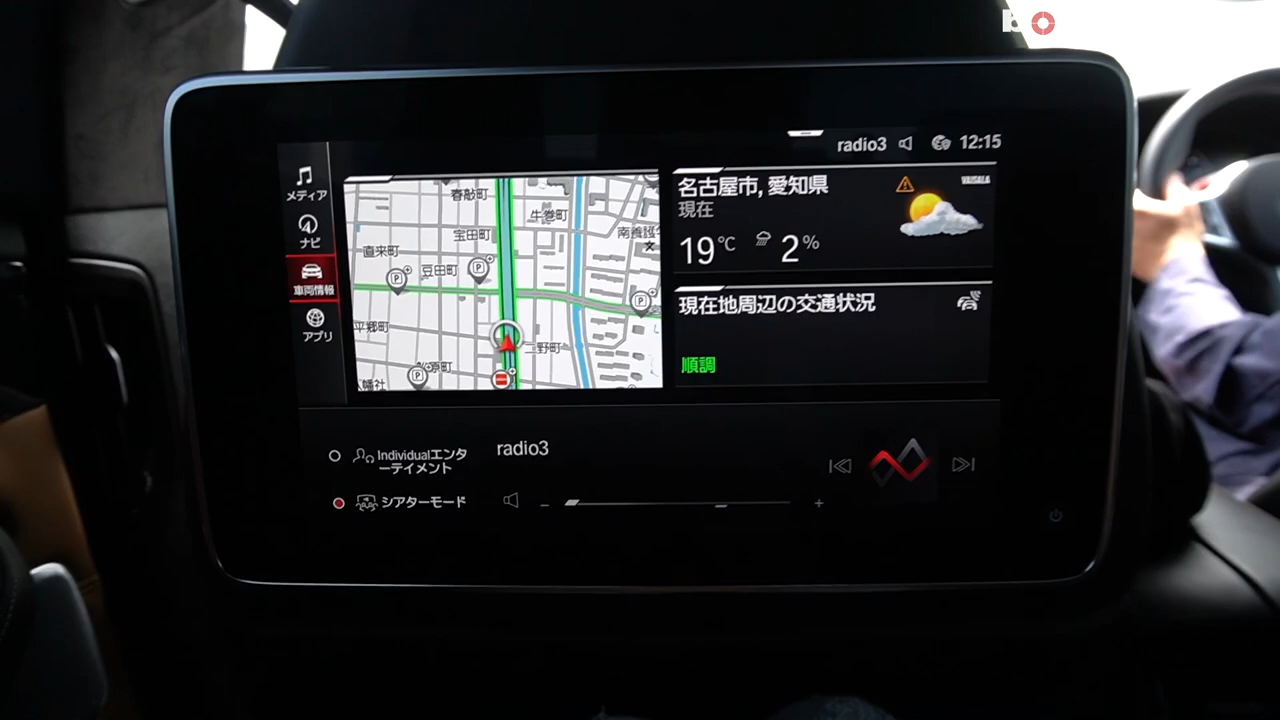 radio3
12:15
メディア
ナビ
車両情報
アプリ
春敲町
牛巻町
宝田町
直来町
豆田町
平郷町
二野町
P
P
P
P
名古屋市, 愛知県
現在
19°C
2%
VAISALA
現在地周辺の交通状況
順調
Individualエンタ
ーテイメント
シアターモード
radio3
－
＋